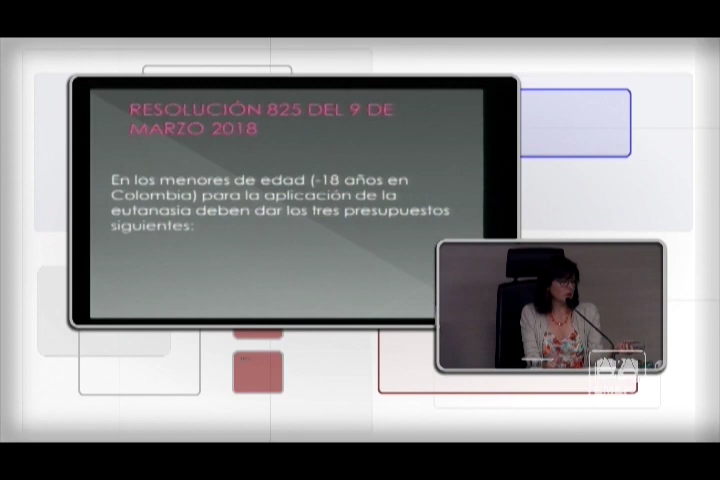 RESOLUCIÓN 825 DEL 9 DE
MARZO 2018
En los menores de edad (-18 años en
Colombia) para la aplicación de la
eutanasia deben dar los tres presupuestos
siguientes: